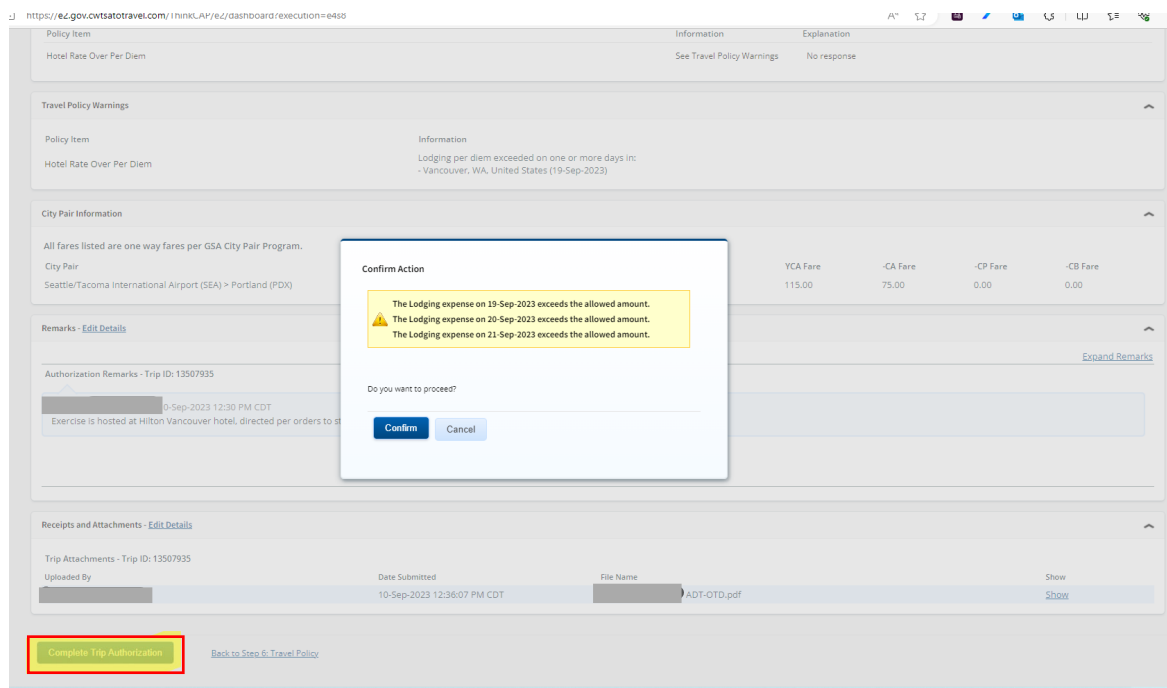 https://e2.gov.cwtsatotravel.com/ThinkCAP/e2/dashboard?execution=e4s8
Policy Item Information Explanation
Hotel Rate Over Per Diem See Travel Policy Warnings No response
Travel Policy Warnings
Policy Item Information
Hotel Rate Over Per Diem Lodging per diem exceeded on one or more days in:
- Vancouver, WA, United States (19-Sep-2023)
City Pair Information
All fares listed are one way fares per GSA City Pair Program.
City Pair YCA Fare -CA Fare -CP Fare -CB Fare
Seattle/Tacoma International Airport (SEA) > Portland (PDX) 115.00 75.00 0.00 0.00
Confirm Action
The Lodging expense on 19-Sep-2023 exceeds the allowed amount.
The Lodging expense on 20-Sep-2023 exceeds the allowed amount.
The Lodging expense on 21-Sep-2023 exceeds the allowed amount.
Do you want to proceed?
Confirm Cancel
Remarks - Edit Details
Expand Remarks
Authorization Remarks - Trip ID: 13507935
0-Sep-2023 12:30 PM CDT
Exercise is hosted at Hilton Vancouver hotel, directed per orders to st
Receipts and Attachments - Edit Details
Trip Attachments - Trip ID: 13507935
Uploaded By Date Submitted File Name Show
10-Sep-2023 12:36:07 PM CDT ADT-OTD.pdf Show
Complete Trip Authorization Back to Step 6: Travel Policy